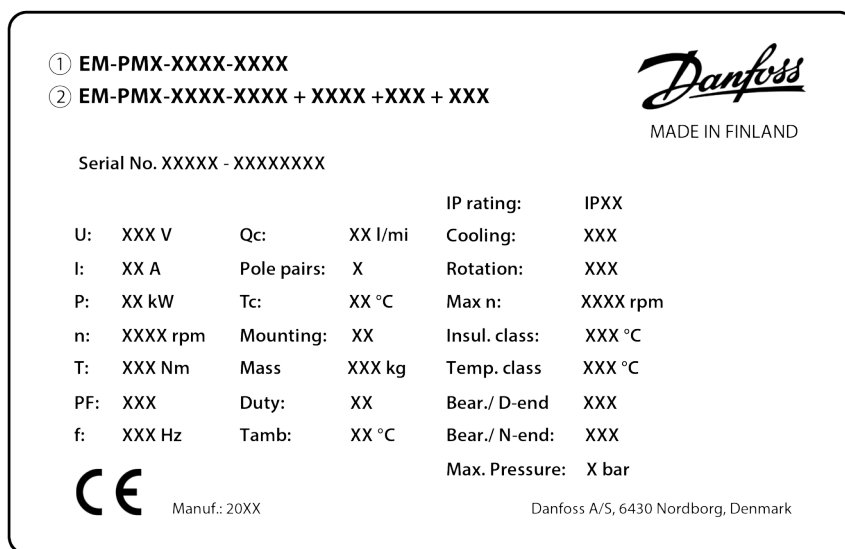 ① EM-PMX-XXXX-XXXX
② EM-PMX-XXXX-XXXX + XXXX +XXX + XXX
Danfoss
MADE IN FINLAND
Serial No. XXXXX - XXXXXXXX
IP rating: IPXX
U: XXX V Qc: XX l/mi Cooling: XXX
I: XX A Pole pairs: X Rotation: XXX
P: XX kW Tc: XX °C Max n: XXXX rpm
n: XXXX rpm Mounting: XX Insul. class: XXX °C
T: XXX Nm Mass XXX kg Temp. class XXX °C
PF: XXX Duty: XX Bear./ D-end XXX
f: XXX Hz Tamb: XX °C Bear./ N-end: XXX
Max. Pressure: X bar
CE Manuf.: 20XX Danfoss A/S, 6430 Nordborg, Denmark